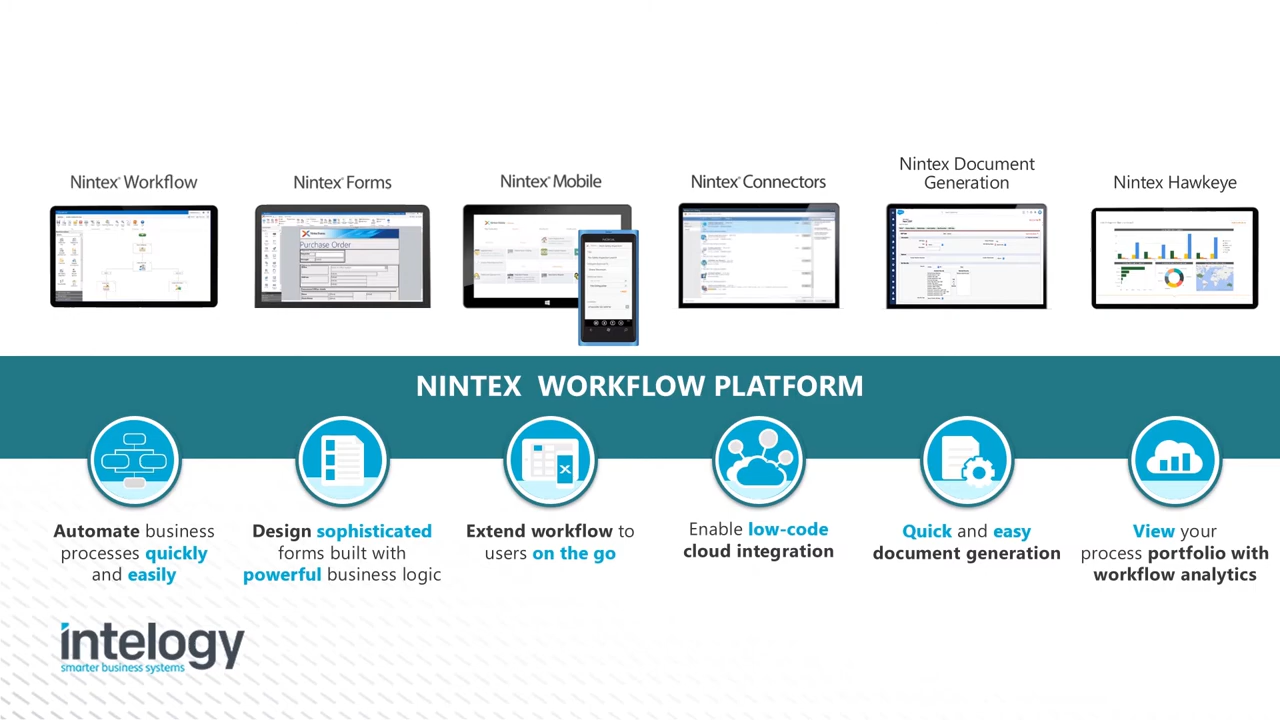 Nintex® Workflow
Nintex® Forms
Nintex® Mobile
Nintex® Connectors
Nintex Document
Generation
Nintex Hawkeye
Purchase Order
NINTEX WORKFLOW PLATFORM
Automate business
processes quickly
and easily
Design sophisticated
forms built with
powerful business logic
Extend workflow to
users on the go
Enable low-code
cloud integration
Quick and easy
document generation
View your
process portfolio with
workflow analytics
intelogy
smarter business systems